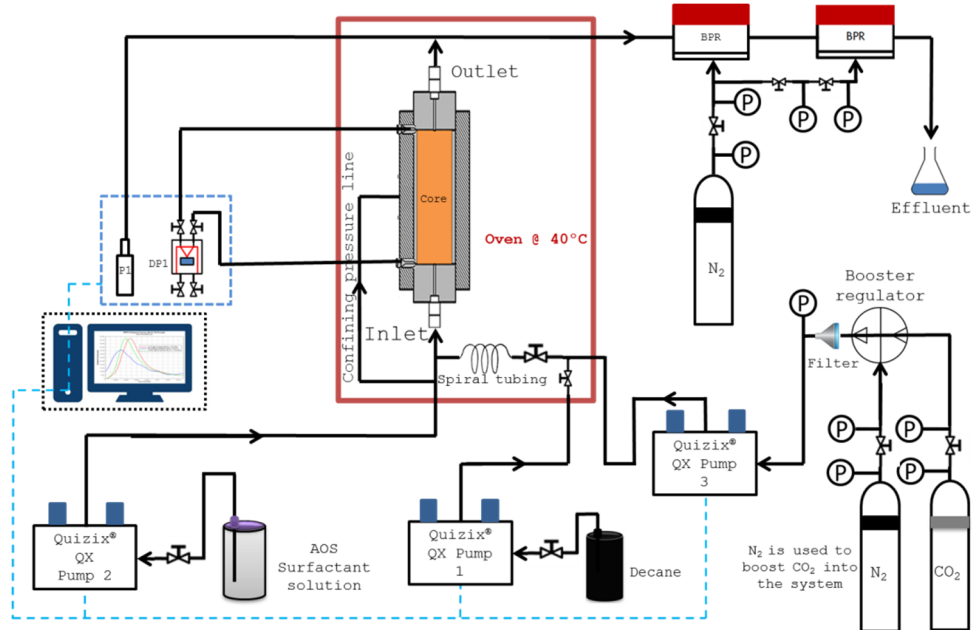 BPR
BPR
Outlet
P
P
P
P
Effluent
Confining pressure line
Core
Oven @ 40°C
P1
DP1
N2
Booster
regulator
P
Inlet
Filter
Spiral tubing
Quizix®
QX Pump
3
P
P
P
P
Quizix®
QX
Pump 2
AOS
Surfactant
solution
Quizix®
QX Pump
1
Decane
N2 is used to
boost CO2 into
the system
N2
CO2